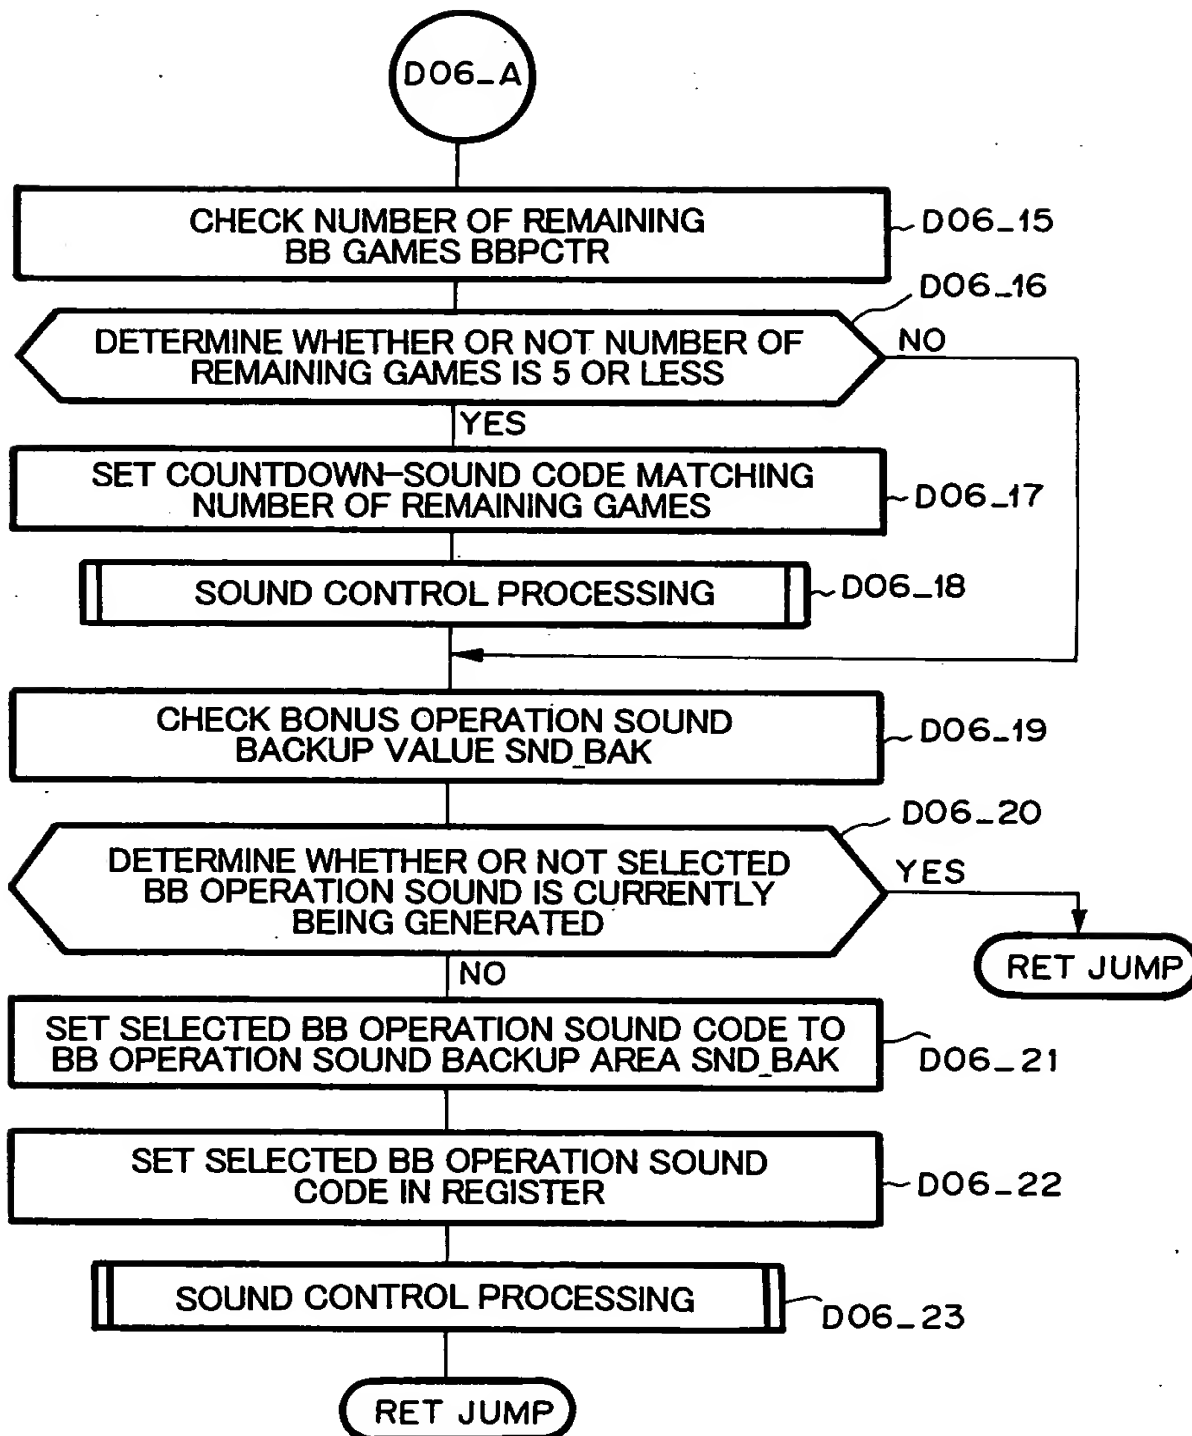 D06_A
CHECK NUMBER OF REMAINING
BB GAMES BBPCTR
D06_15
D06_16
DETERMINE WHETHER OR NOT NUMBER OF
REMAINING GAMES IS 5 OR LESS
NO
YES
SET COUNTDOWN-SOUND CODE MATCHING
NUMBER OF REMAINING GAMES
D06_17
SOUND CONTROL PROCESSING
D06_18
CHECK BONUS OPERATION SOUND
BACKUP VALUE SND_BAK
D06_19
D06_20
DETERMINE WHETHER OR NOT SELECTED
BB OPERATION SOUND IS CURRENTLY
BEING GENERATED
YES
RET JUMP
NO
SET SELECTED BB OPERATION SOUND CODE TO
BB OPERATION SOUND BACKUP AREA SND_BAK
D06_21
SET SELECTED BB OPERATION SOUND
CODE IN REGISTER
D06_22
SOUND CONTROL PROCESSING
D06_23
RET JUMP